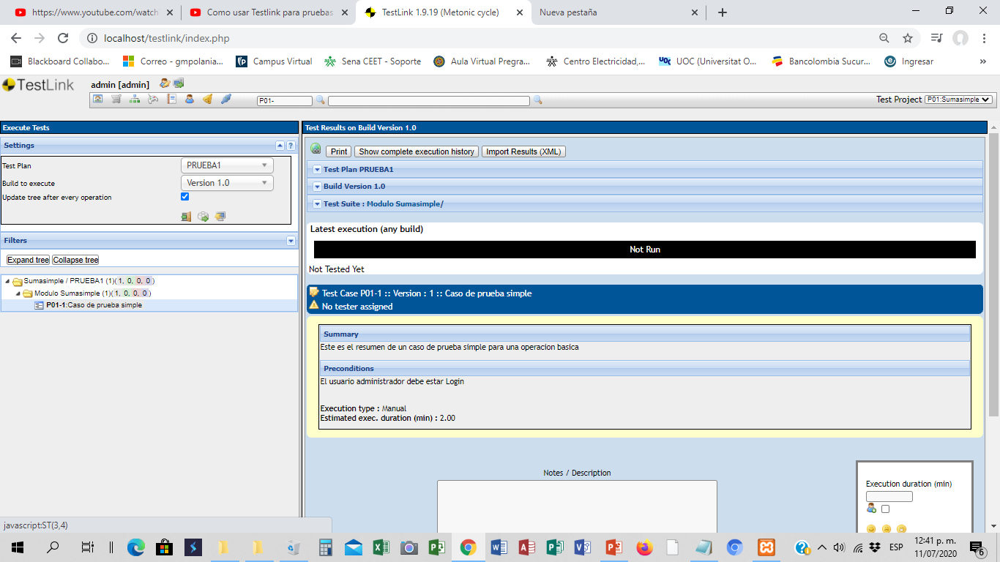 https://www.youtube.com/watch
Como usar Testlink para pruebas
TestLink 1.9.19 (Metonic cycle)
Nueva pestaña
localhost/testlink/index.php
Blackboard Collabo...
Correo - gmpolania...
Campus Virtual
Sena CEET - Soporte
Aula Virtual Pregra...
Centro Electricidad,...
UOC (Universitat O...
Bancolombia Sucur...
Ingresar
»
TestLink
admin [admin]
P01-
Test Project
P01:Sumasimple
Execute Tests
Settings
Test Plan
PRUEBA1
Build to execute
Version 1.0
Update tree after every operation
Filters
Expand tree
Collapse tree
Sumasimple / PRUEBA1 (1)(1, 0, 0, 0)
Modulo Sumasimple (1)(1, 0, 0, 0)
P01-1:Caso de prueba simple
Test Results on Build Version 1.0
Print
Show complete execution history
Import Results (XML)
Test Plan PRUEBA1
Build Version 1.0
Test Suite : Modulo Sumasimple/
Latest execution (any build)
Not Run
Not Tested Yet
Test Case P01-1 :: Version : 1 :: Caso de prueba simple
No tester assigned
Summary
Este es el resumen de un caso de prueba simple para una operacion basica
Preconditions
El usuario administrador debe estar Login
Execution type : Manual
Estimated exec. duration (min) : 2.00
Notes / Description
Execution duration (min)
javascript:ST(3,4)
ESP
12:41 p. m.
11/07/2020
6